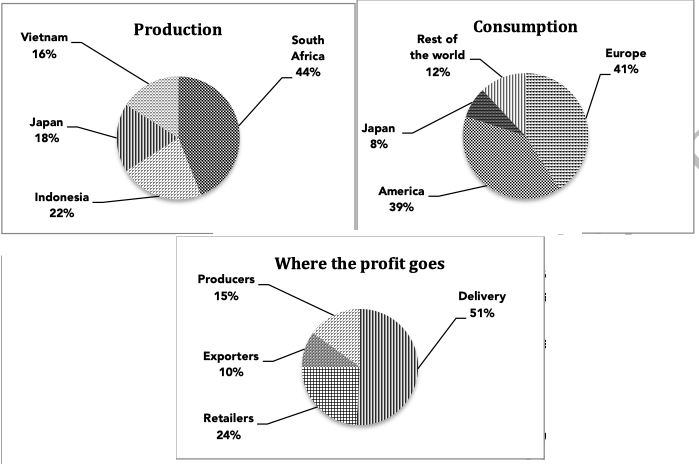 Production
Vietnam
16%
South
Africa
44%
Japan
18%
Indonesia
22%
Consumption
Rest of
the world
12%
Europe
41%
Japan
8%
America
39%
Where the profit goes
Producers
15%
Delivery
51%
Exporters
10%
Retailers
24%